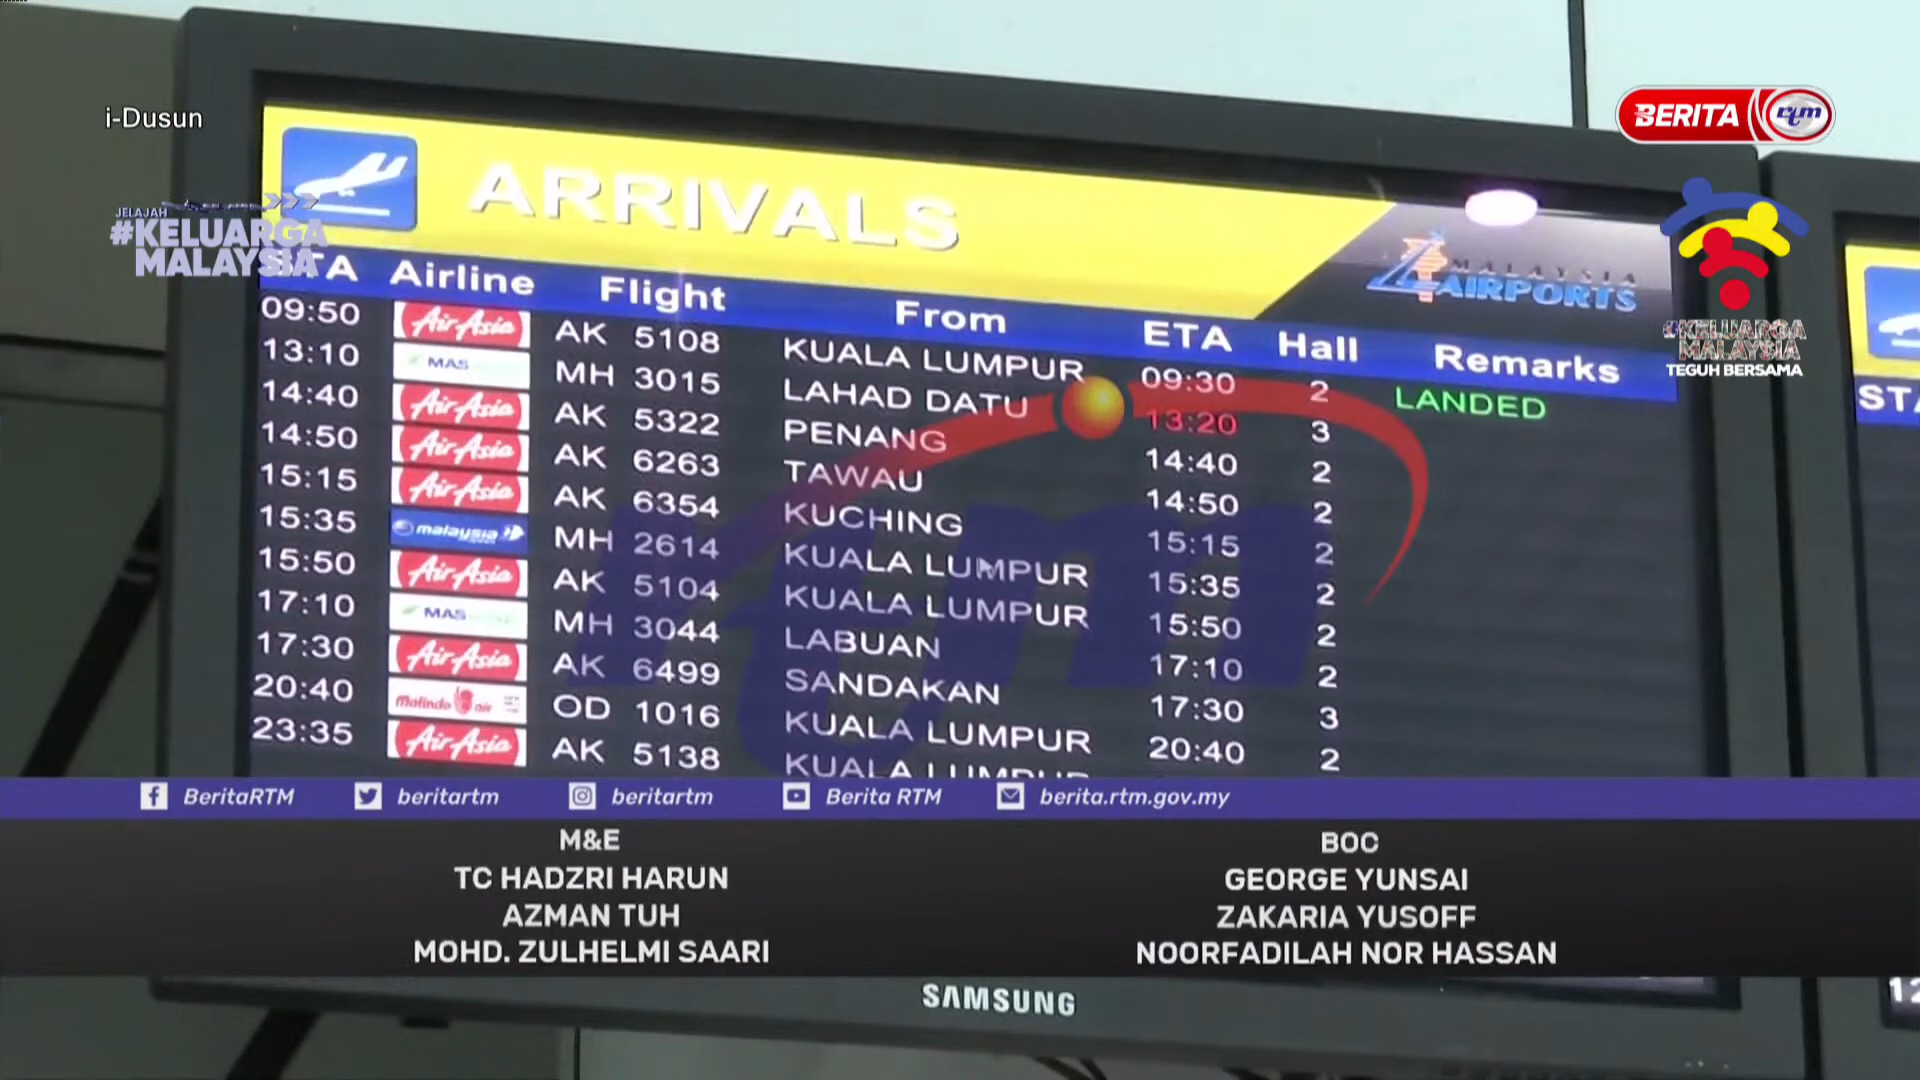 i-Dusun
BERITA rtm
JELAJAH
#KELUARGA
MALAYSIA
#KELUARGA
MALAYSIA
TEGUH BERSAMA
ARRIVALS
MALAYSIA
AIRPORTS
TA Airline Flight From ETA Hall Remarks
09:50 AirAsia AK 5108 KUALA LUMPUR 09:30 2 LANDED
13:10 MAS MH 3015 LAHAD DATU 13:20 3
14:40 AirAsia AK 5322 PENANG 14:40 2
14:50 AirAsia AK 6263 TAWAU 14:50 2
15:15 AirAsia AK 6354 KUCHING 15:15 2
15:35 malaysia MH 2614 KUALA LUMPUR 15:35 2
15:50 AirAsia AK 5104 KUALA LUMPUR 15:50 2
17:10 MAS MH 3044 LABUAN 17:10 2
17:30 AirAsia AK 6499 SANDAKAN 17:30 3
20:40 malindo air OD 1016 KUALA LUMPUR 20:40 2
23:35 AirAsia AK 5138 KUALA LUMPUR
STA
rtm
BeritaRTM beritartm beritartm Berita RTM berita.rtm.gov.my
M&E
TC HADZRI HARUN
AZMAN TUH
MOHD. ZULHELMI SAARI
BOC
GEORGE YUNSAI
ZAKARIA YUSOFF
NOORFADILAH NOR HASSAN
SAMSUNG